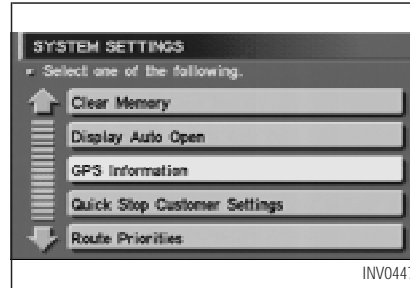 SYSTEM SETTINGS
Select one of the following.
Clear Memory
Display Auto Open
GPS Information
Quick Stop Customer Settings
Route Priorities
INV0447